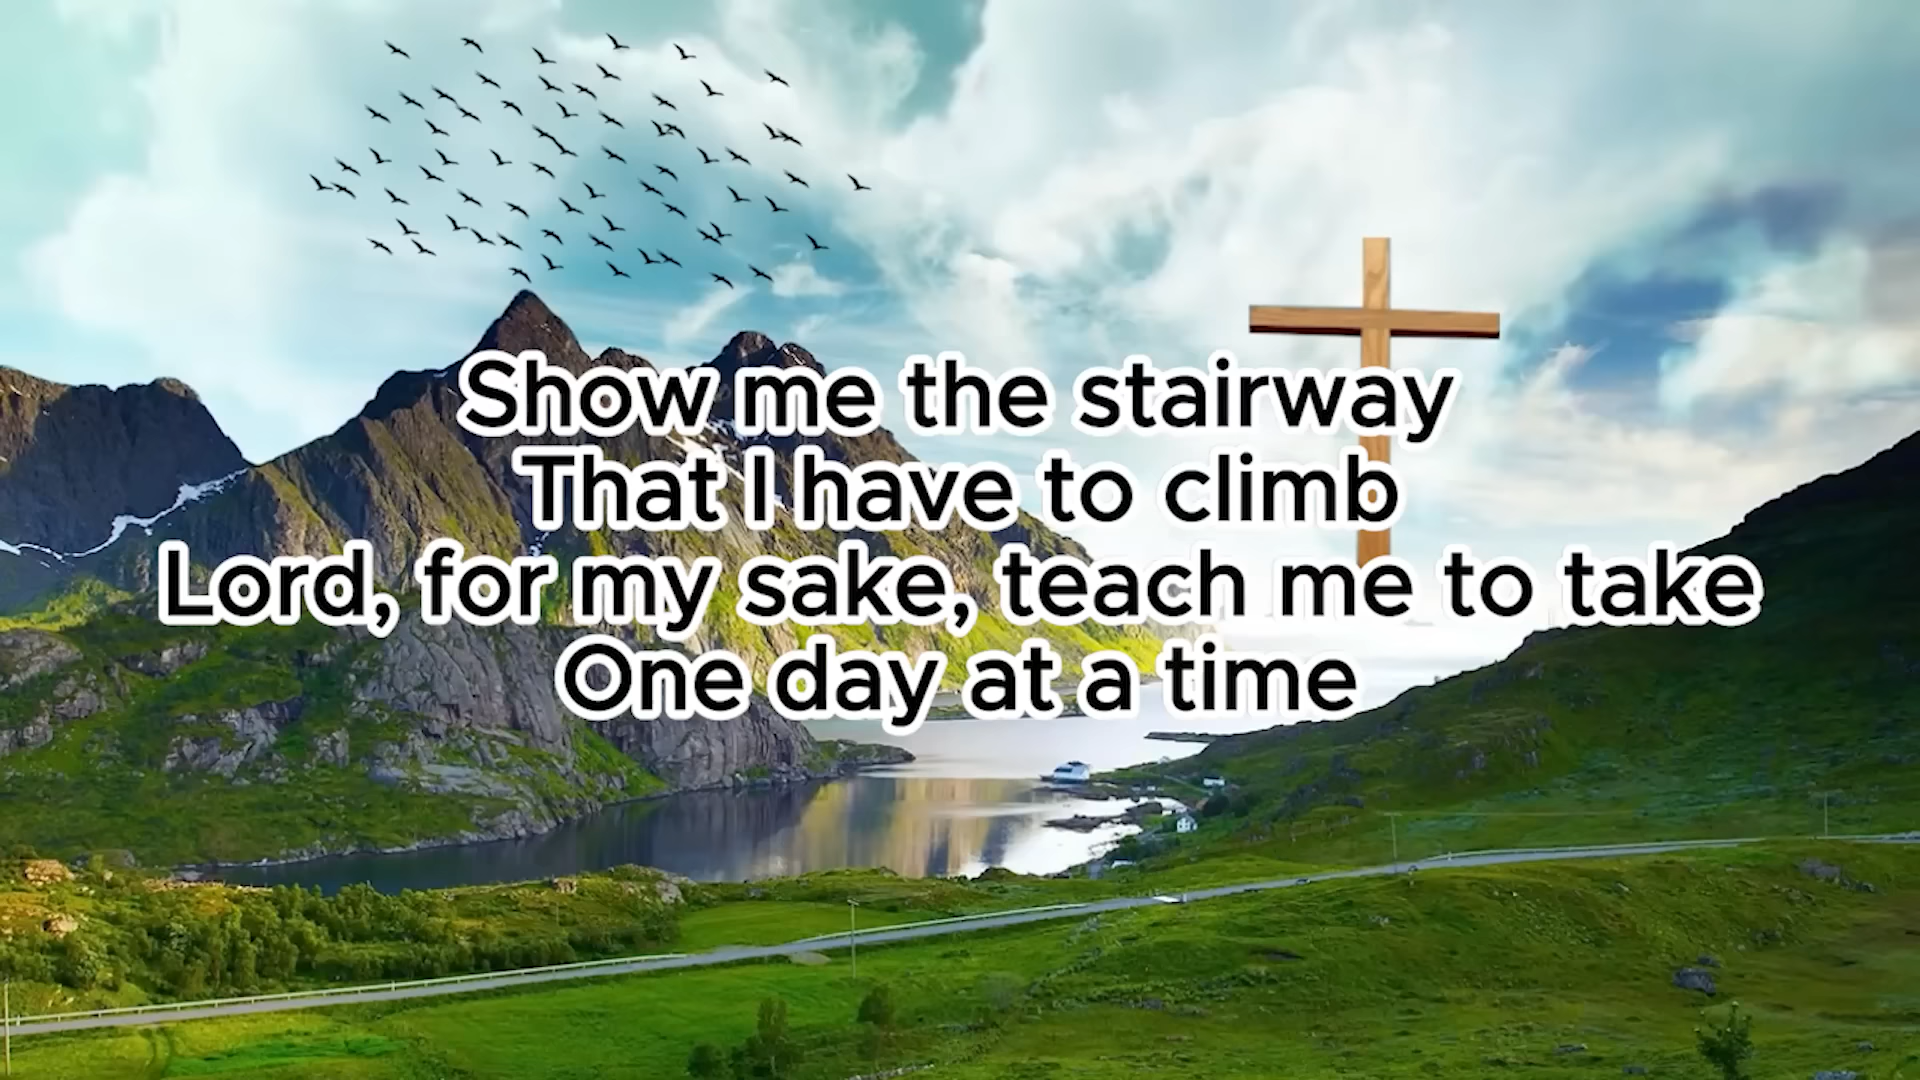 Show me the stairway
That I have to climb
Lord, for my sake, teach me to take
One day at a time